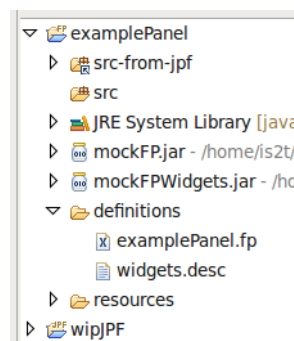 examplePanel
src-from-jpf
src
JRE System Library [java
mockFP.jar - /home/is2t/
mockFPWidgets.jar - /ho
definitions
examplePanel.fp
widgets.desc
resources
wipJPF